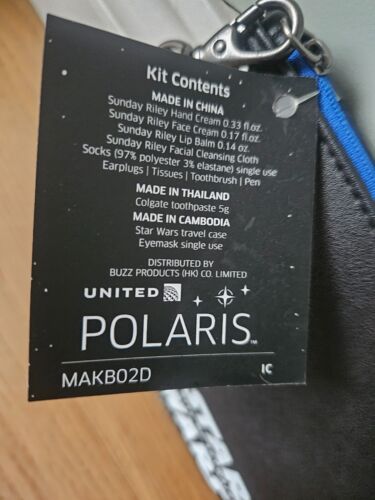 Kit Contents
MADE IN CHINA
Sunday Riley Hand Cream 0.33 fl.oz.
Sunday Riley Face Cream 0.17 fl.oz.
Sunday Riley Lip Balm 0.14 oz.
Sunday Riley Facial Cleansing Cloth
Socks (97% polyester 3% elastane) single use
Earplugs | Tissues | Toothbrush | Pen
MADE IN THAILAND
Colgate toothpaste 5g
MADE IN CAMBODIA
Star Wars travel case
Eyemask single use
DISTRIBUTED BY
BUZZ PRODUCTS (HK) CO. LIMITED
UNITED
POLARIS™
MAKB02D IC
STAR
WARS